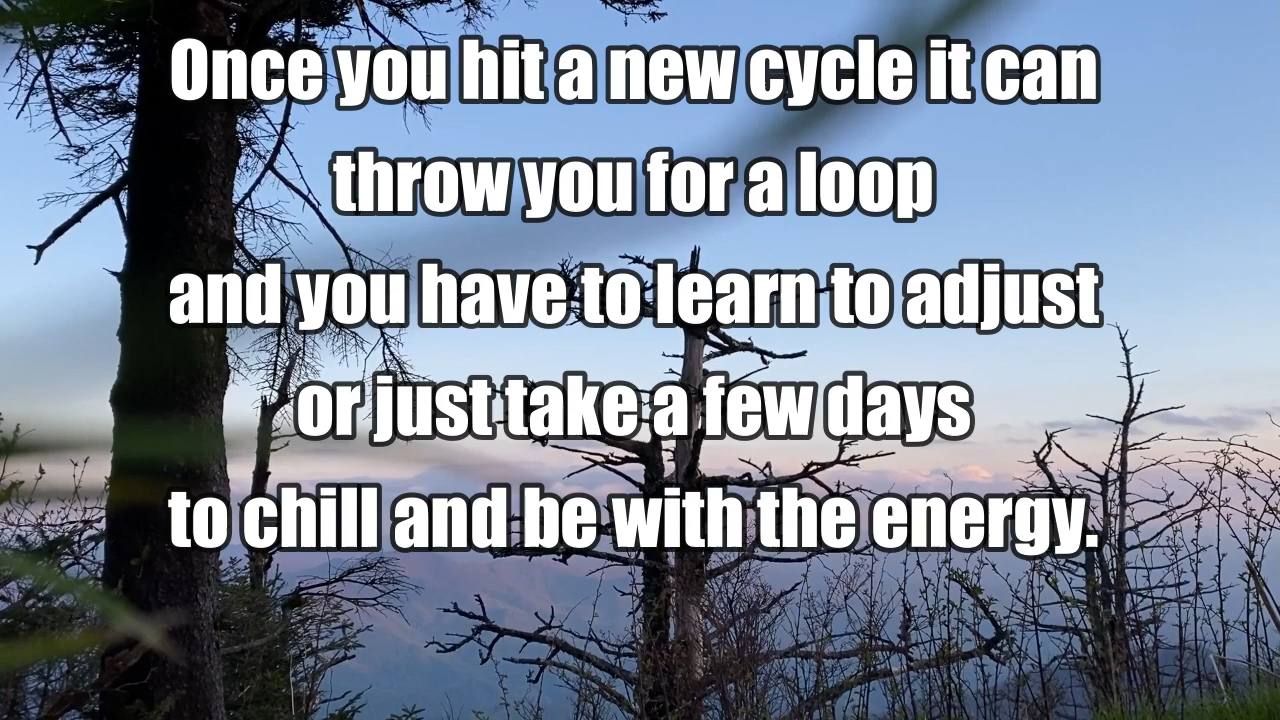 Once you hit a new cycle it can
throw you for a loop
and you have to learn to adjust
or just take a few days
to chill and be with the energy.